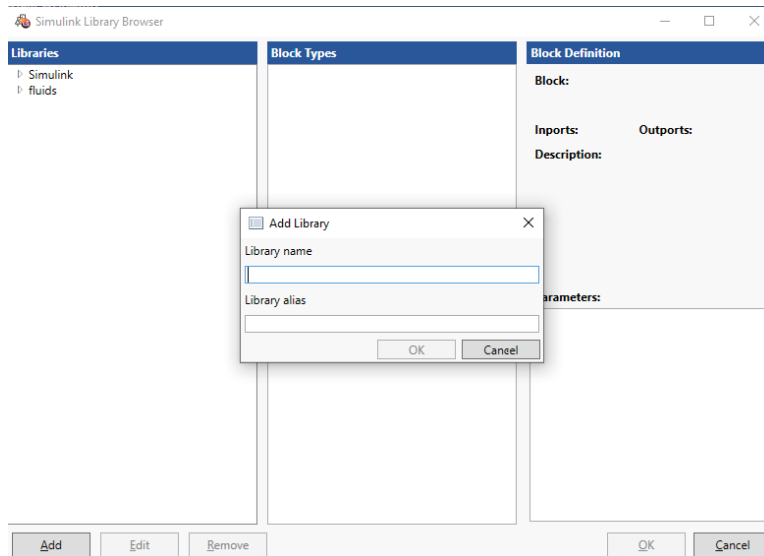 Simulink Library Browser
Libraries
Simulink
fluids
Block Types
Block Definition
Block:
Inports: Outports:
Description:
arameters:
Add Library
Library name
Library alias
OK Cancel
Add Edit Remove
OK Cancel